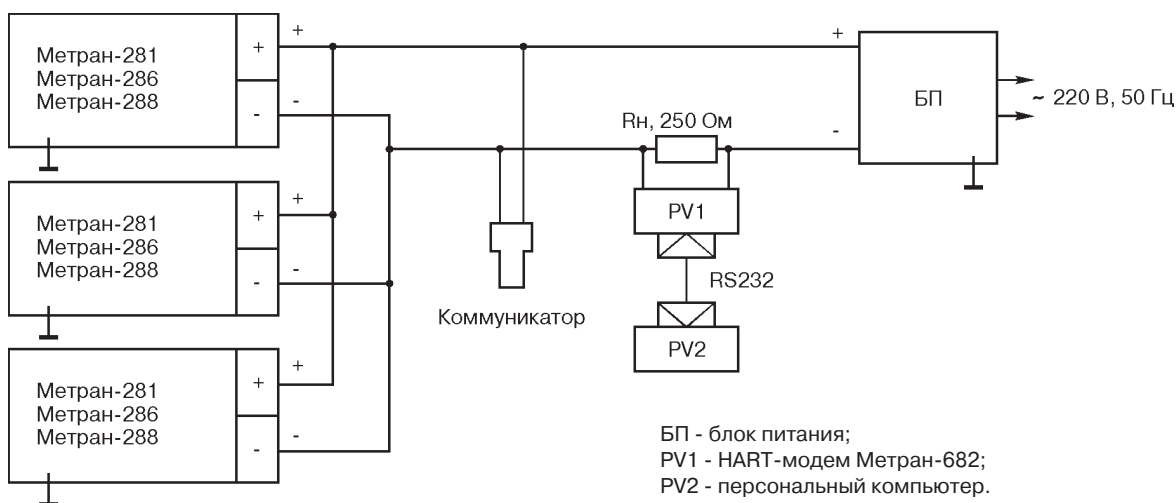 Метран-281
Метран-286
Метран-288
+
-
+
-
Метран-281
Метран-286
Метран-288
+
-
+
-
Метран-281
Метран-286
Метран-288
+
-
+
-
Коммуникатор
Rн, 250 Ом
PV1
RS232
PV2
+
-
БП
~ 220 В, 50 Гц
БП - блок питания;
PV1 - HART-модем Метран-682;
PV2 - персональный компьютер.